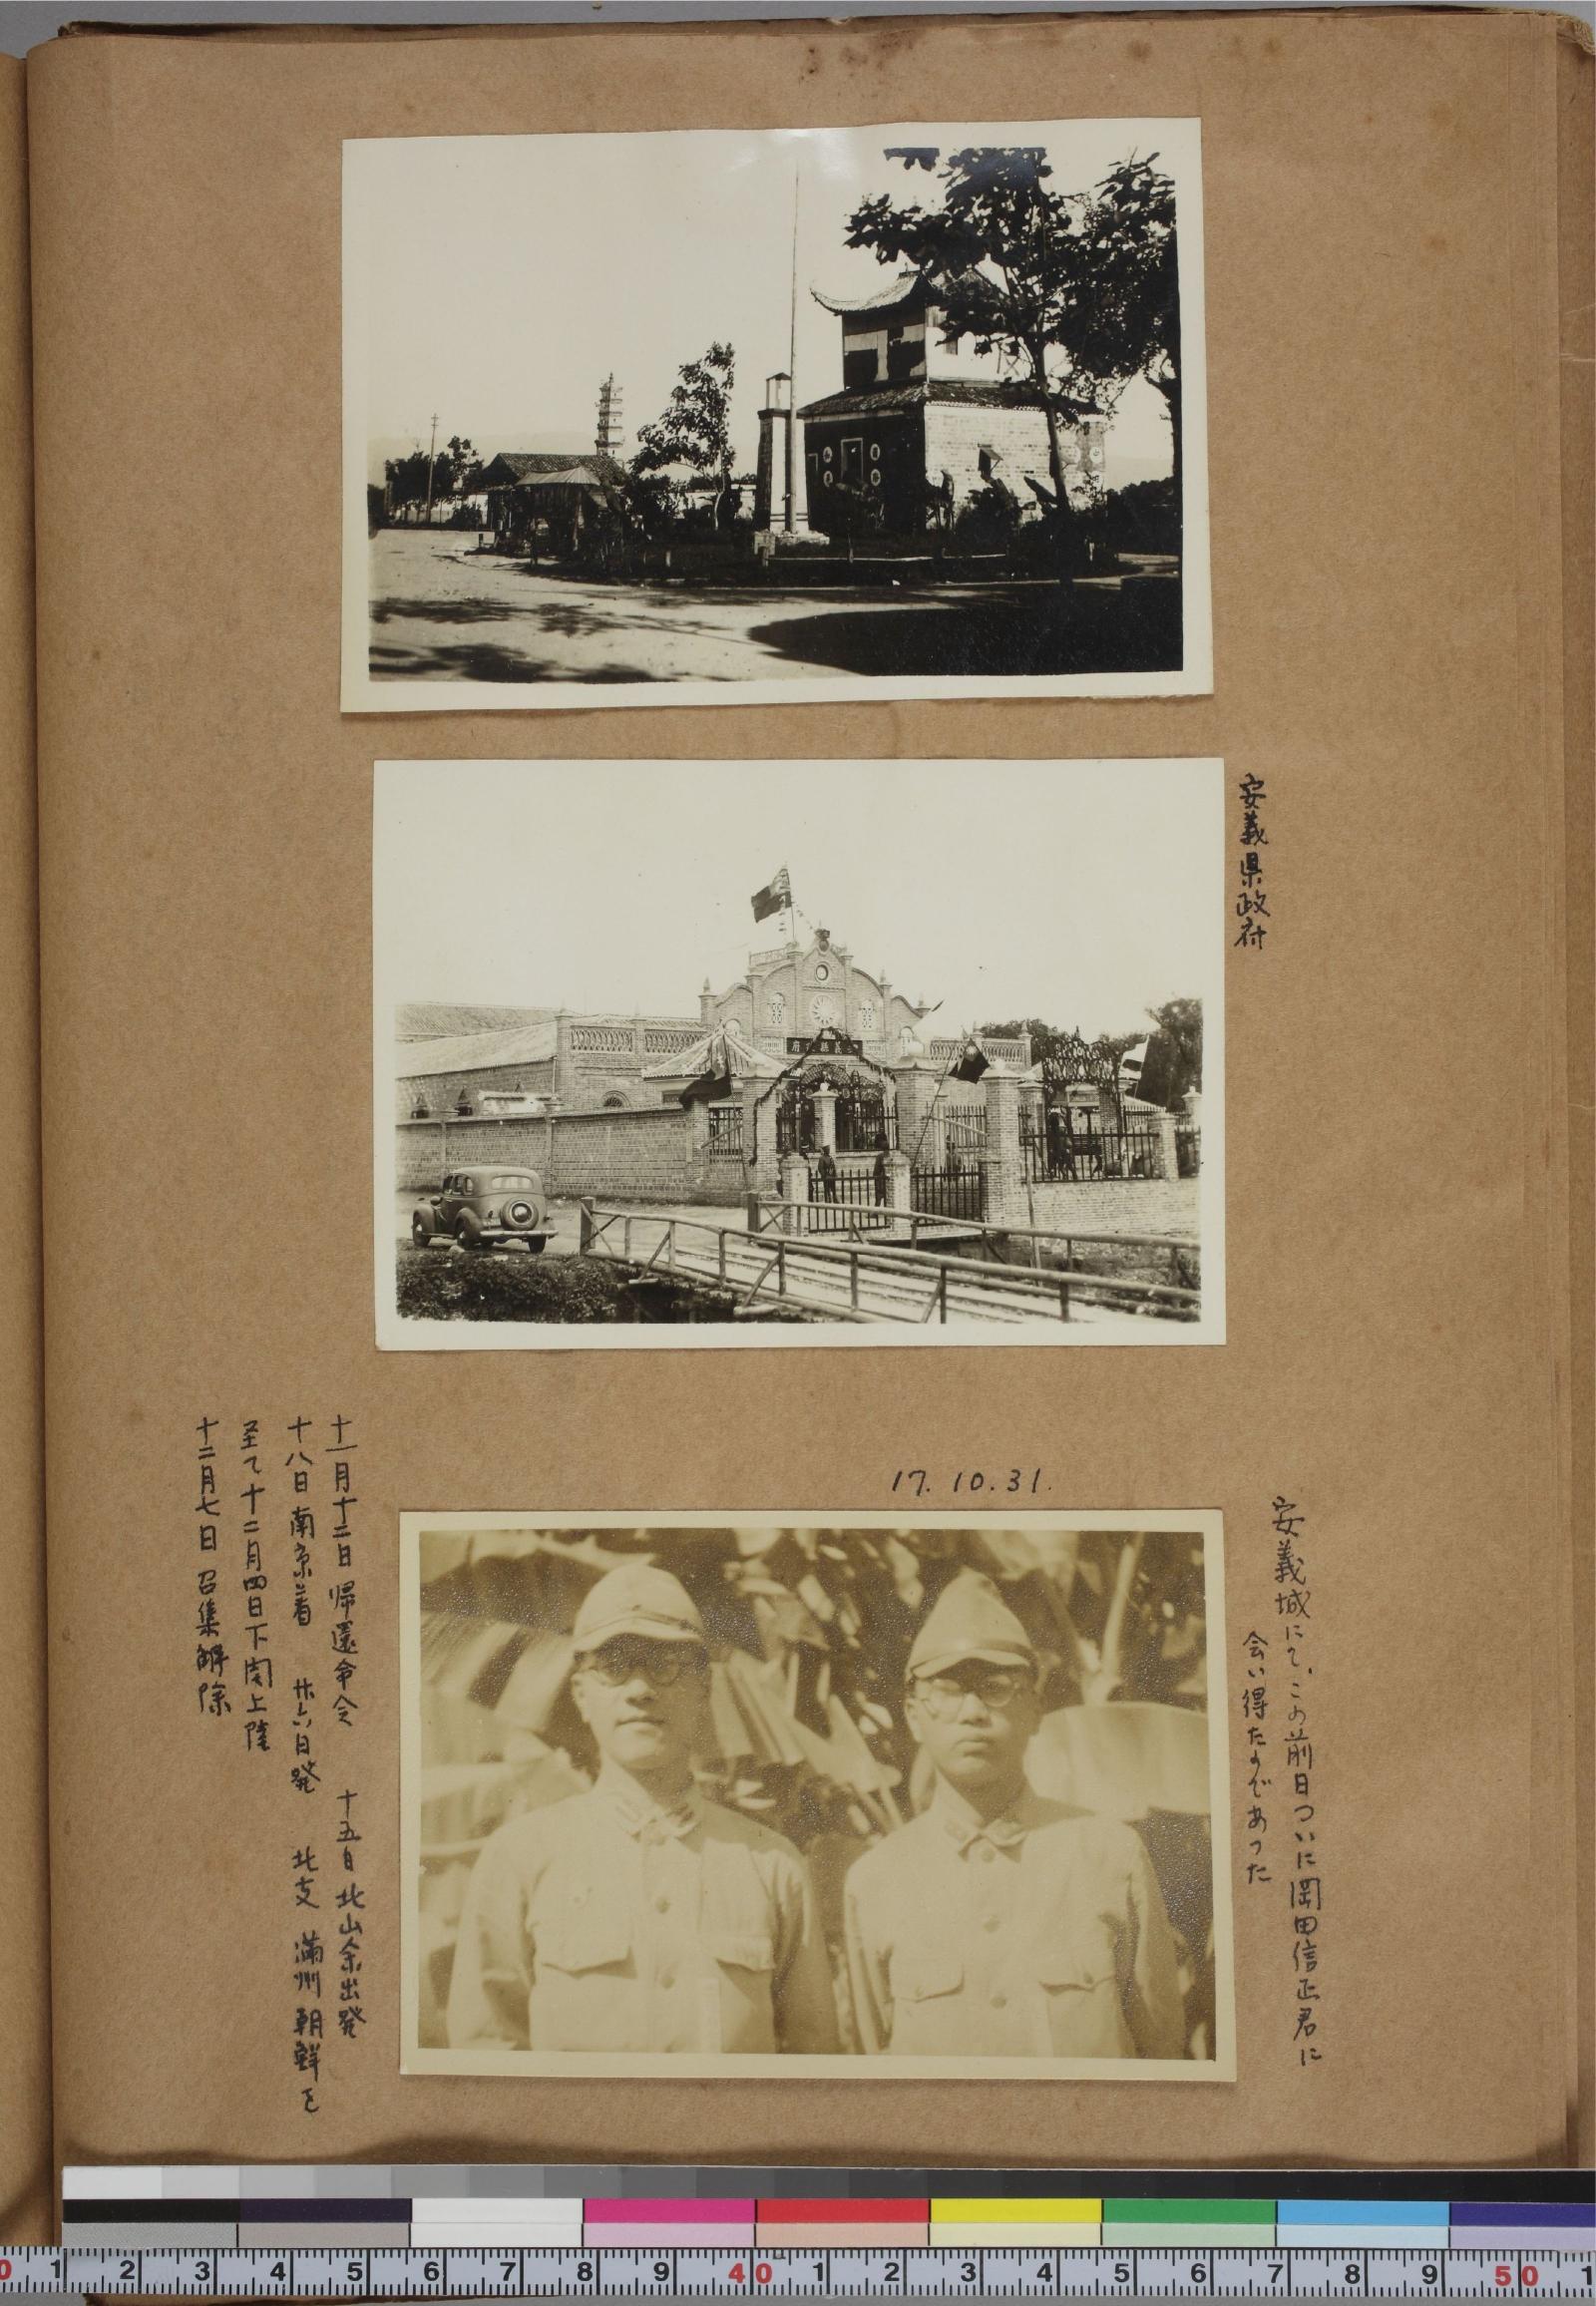 安義県政府
17. 10. 31.
安義城にて、この前日ついに岡田信正君に
会い得たのであった
十一月十二日帰還命令 十五日北山余出発
十八日南京着 廿六日発 北支 満州 朝鮮を
至て十二月四日下関上陸
十二月七日召集解除
0 1 2 3 4 5 6 7 8 9 40 1 2 3 4 5 6 7 8 9 50 1